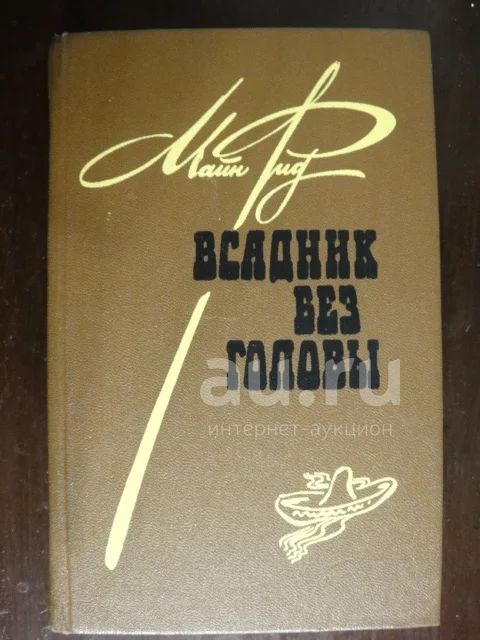 Майн Рид
ВСАДНИК
БЕЗ
ГОЛОВЫ
au.ru
интернет-аукцион